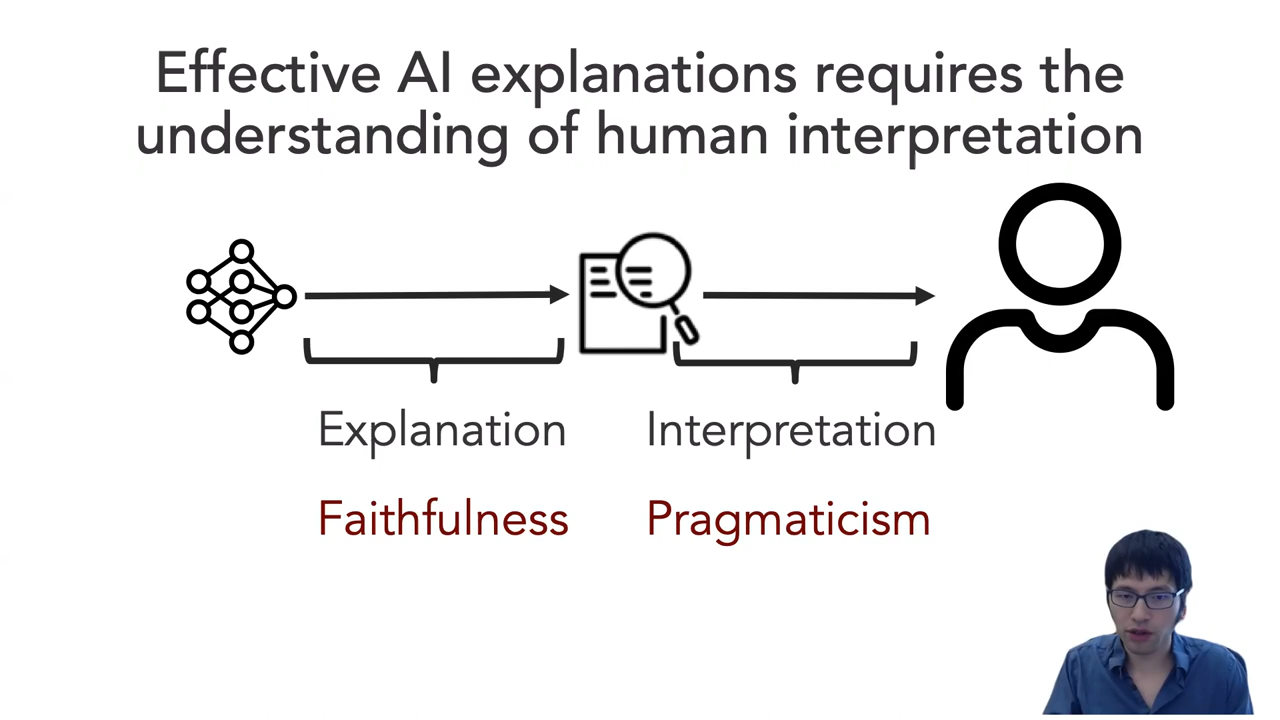 Effective AI explanations requires the
understanding of human interpretation
Explanation
Interpretation
Faithfulness
Pragmaticism